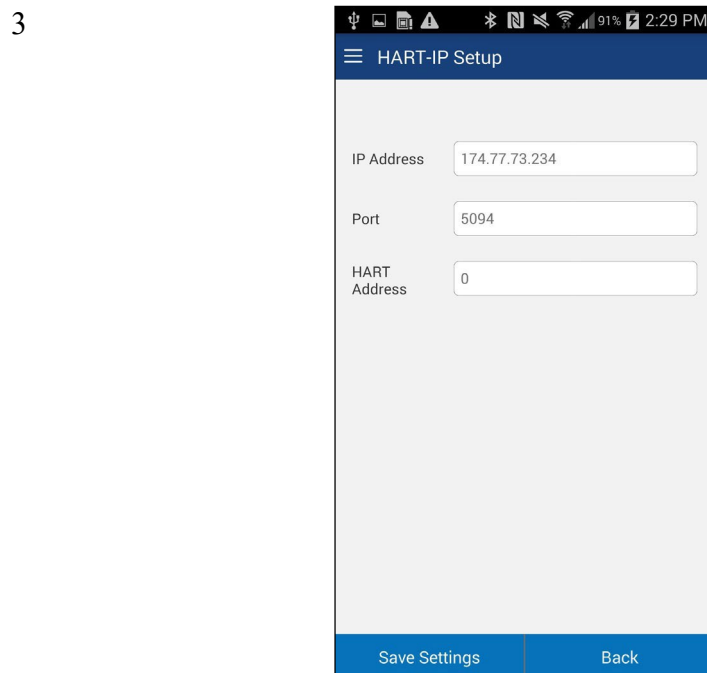 3
91% 2:29 PM
HART-IP Setup
IP Address 174.77.73.234
Port 5094
HART
Address 0
Save Settings Back